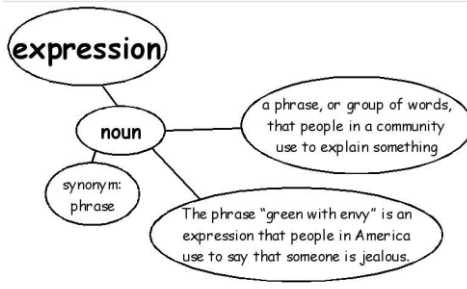 expression
noun
a phrase, or group of words,
that people in a community
use to explain something
synonym:
phrase
The phrase “green with envy” is an
expression that people in America
use to say that someone is jealous.